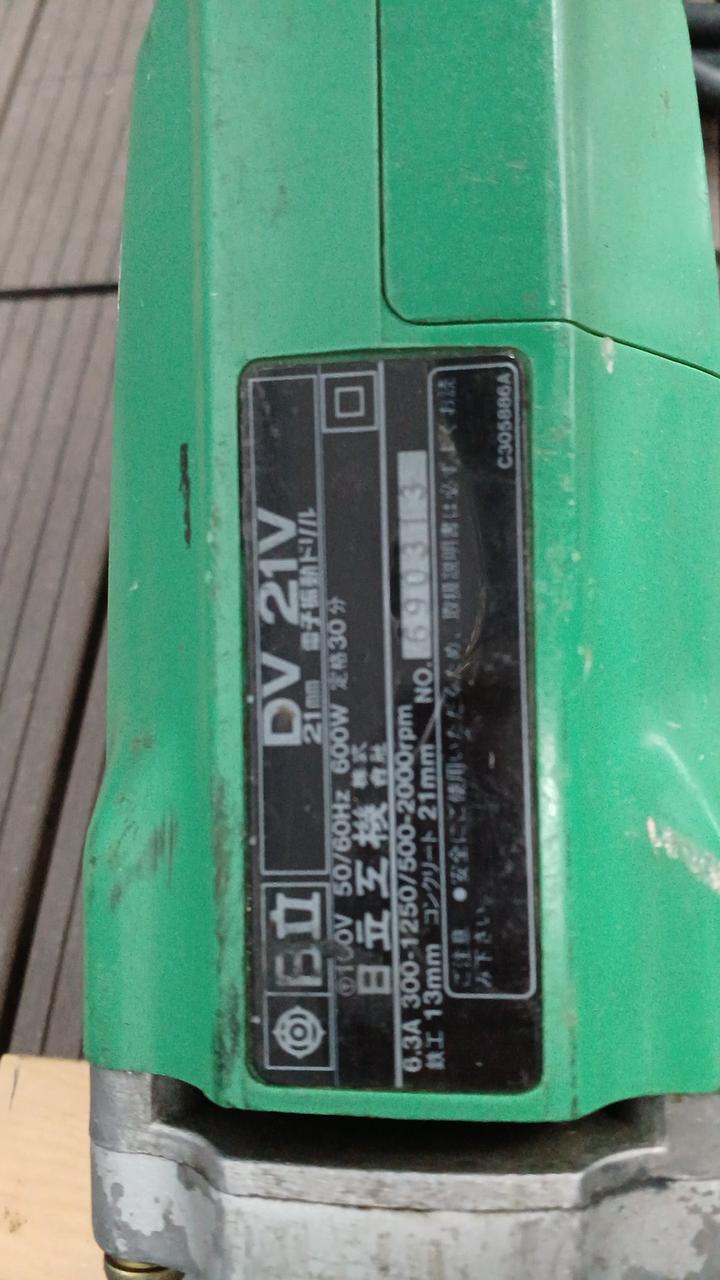 日立
DV 21V
21mm 電子振動ドリル
100V 50/60Hz 600W 定格30分
日立工機 株式会社
6.3A 300-1250/500-2000rpm
NO. 690313
鉄工 13mm コンクリート 21mm
ご注意 ●安全にご使用いただくため、取扱説明書は必ずよくお読
み下さい。
C305886A